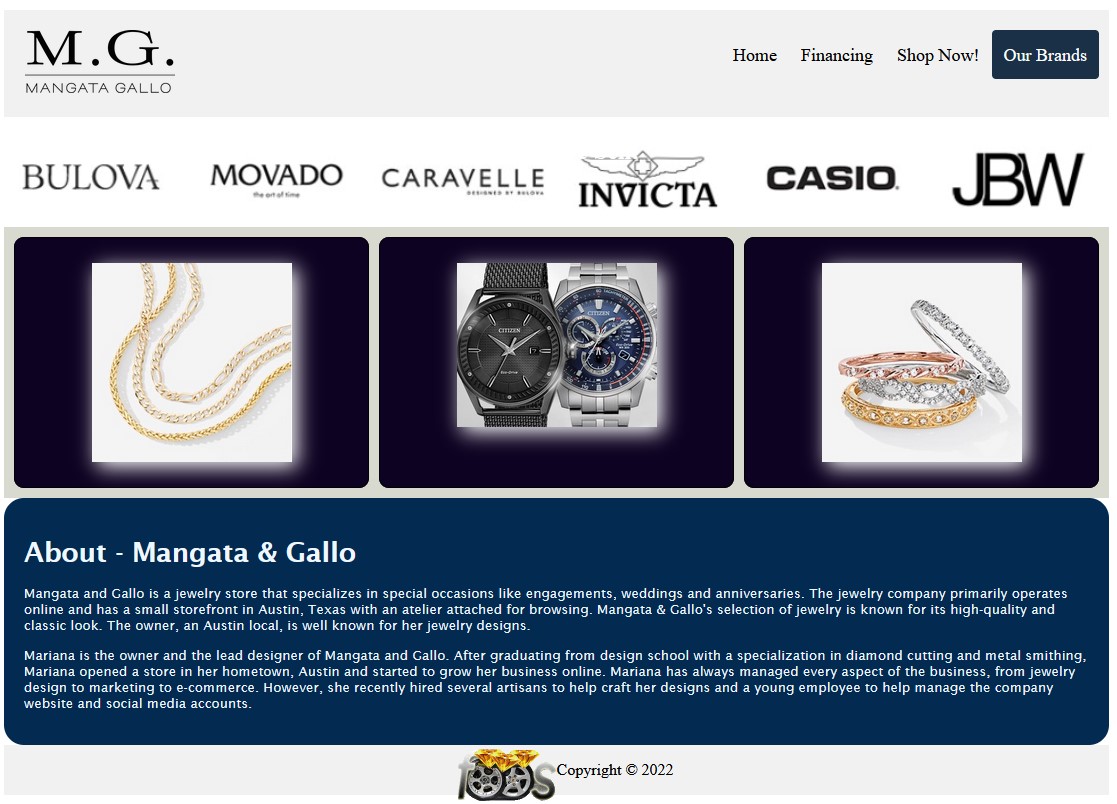 M.G.
MANGATA GALLO
Home Financing Shop Now! Our Brands
BULOVA MOVADO CARAVELLE INVICTA CASIO JBW
the art of time
DESIGNED BY BULOVA
CITIZEN CITIZEN
Eco-Drive
About - Mangata & Gallo
Mangata and Gallo is a jewelry store that specializes in special occasions like engagements, weddings and anniversaries. The jewelry company primarily operates
online and has a small storefront in Austin, Texas with an atelier attached for browsing. Mangata & Gallo's selection of jewelry is known for its high-quality and
classic look. The owner, an Austin local, is well known for her jewelry designs.
Mariana is the owner and the lead designer of Mangata and Gallo. After graduating from design school with a specialization in diamond cutting and metal smithing,
Mariana opened a store in her hometown, Austin and started to grow her business online. Mariana has always managed every aspect of the business, from jewelry
design to marketing to e-commerce. However, she recently hired several artisans to help craft her designs and a young employee to help manage the company
website and social media accounts.
Copyright © 2022